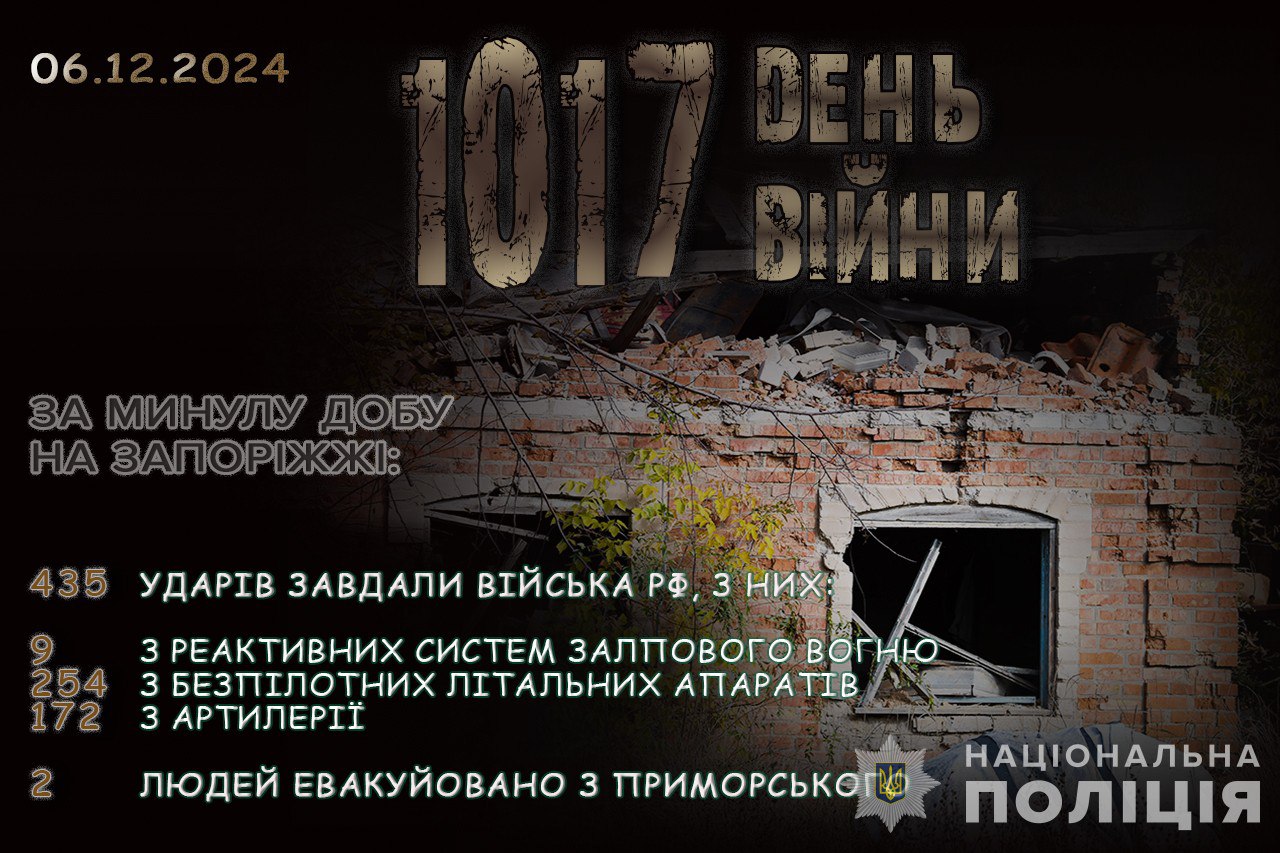 06.12.2024
1017 ДЕНЬ
ВІЙНИ
ЗА МИНУЛУ ДОБУ
НА ЗАПОРІЖЖІ:
435 УДАРІВ ЗАВДАЛИ ВІЙСЬКА РФ, З НИХ:
9 З РЕАКТИВНИХ СИСТЕМ ЗАЛПОВОГО ВОГНЮ
254 З БЕЗПІЛОТНИХ ЛІТАЛЬНИХ АПАРАТІВ
172 З АРТИЛЕРІЇ
2 ЛЮДЕЙ ЕВАКУЙОВАНО З ПРИМОРСЬКОГО
НАЦІОНАЛЬНА
ПОЛІЦІЯ